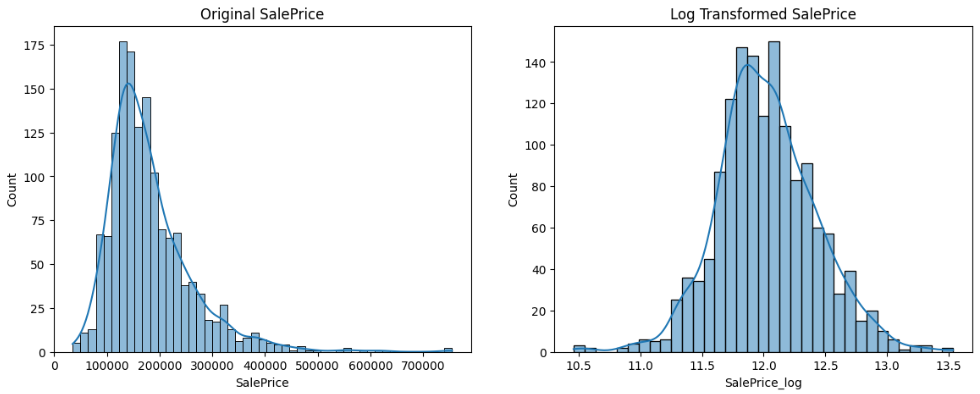 Original SalePrice
Count
175
150
125
100
75
50
25
0
0 100000 200000 300000 400000 500000 600000 700000
SalePrice
Log Transformed SalePrice
Count
140
120
100
80
60
40
20
0
10.5 11.0 11.5 12.0 12.5 13.0 13.5
SalePrice_log